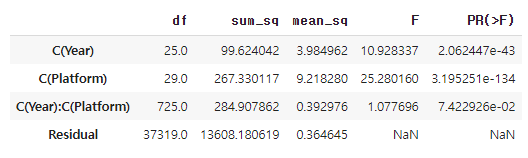 df sum_sq mean_sq F PR(>F)
C(Year) 25.0 99.624042 3.984962 10.928337 2.062447e-43
C(Platform) 29.0 267.330117 9.218280 25.280160 3.195251e-134
C(Year):C(Platform) 725.0 284.907862 0.392976 1.077696 7.422926e-02
Residual 37319.0 13608.180619 0.364645 NaN NaN